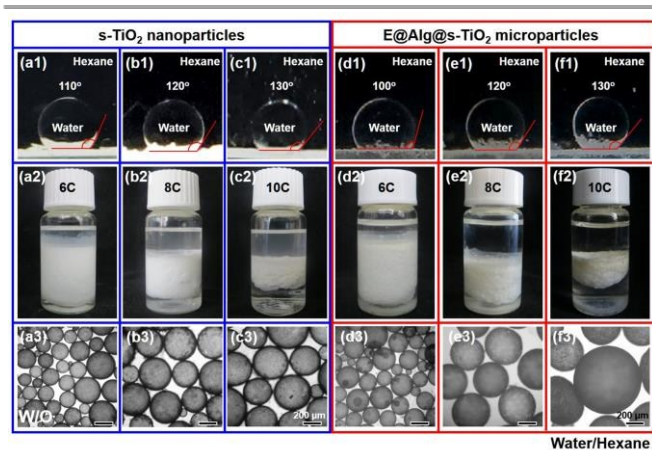 s-TiO₂ nanoparticles
E@Alg@s-TiO₂ microparticles
(a1) Hexane
110°
Water
(b1) Hexane
120°
Water
(c1) Hexane
130°
Water
(d1) Hexane
100°
Water
(e1) Hexane
120°
Water
(f1) Hexane
130°
Water
(a2) 6C
(b2) 8C
(c2) 10C
(d2) 6C
(e2) 8C
(f2) 10C
(a3)
W/O
(b3)
(c3)
200 μm
(d3)
(e3)
(f3)
200 μm
Water/Hexane